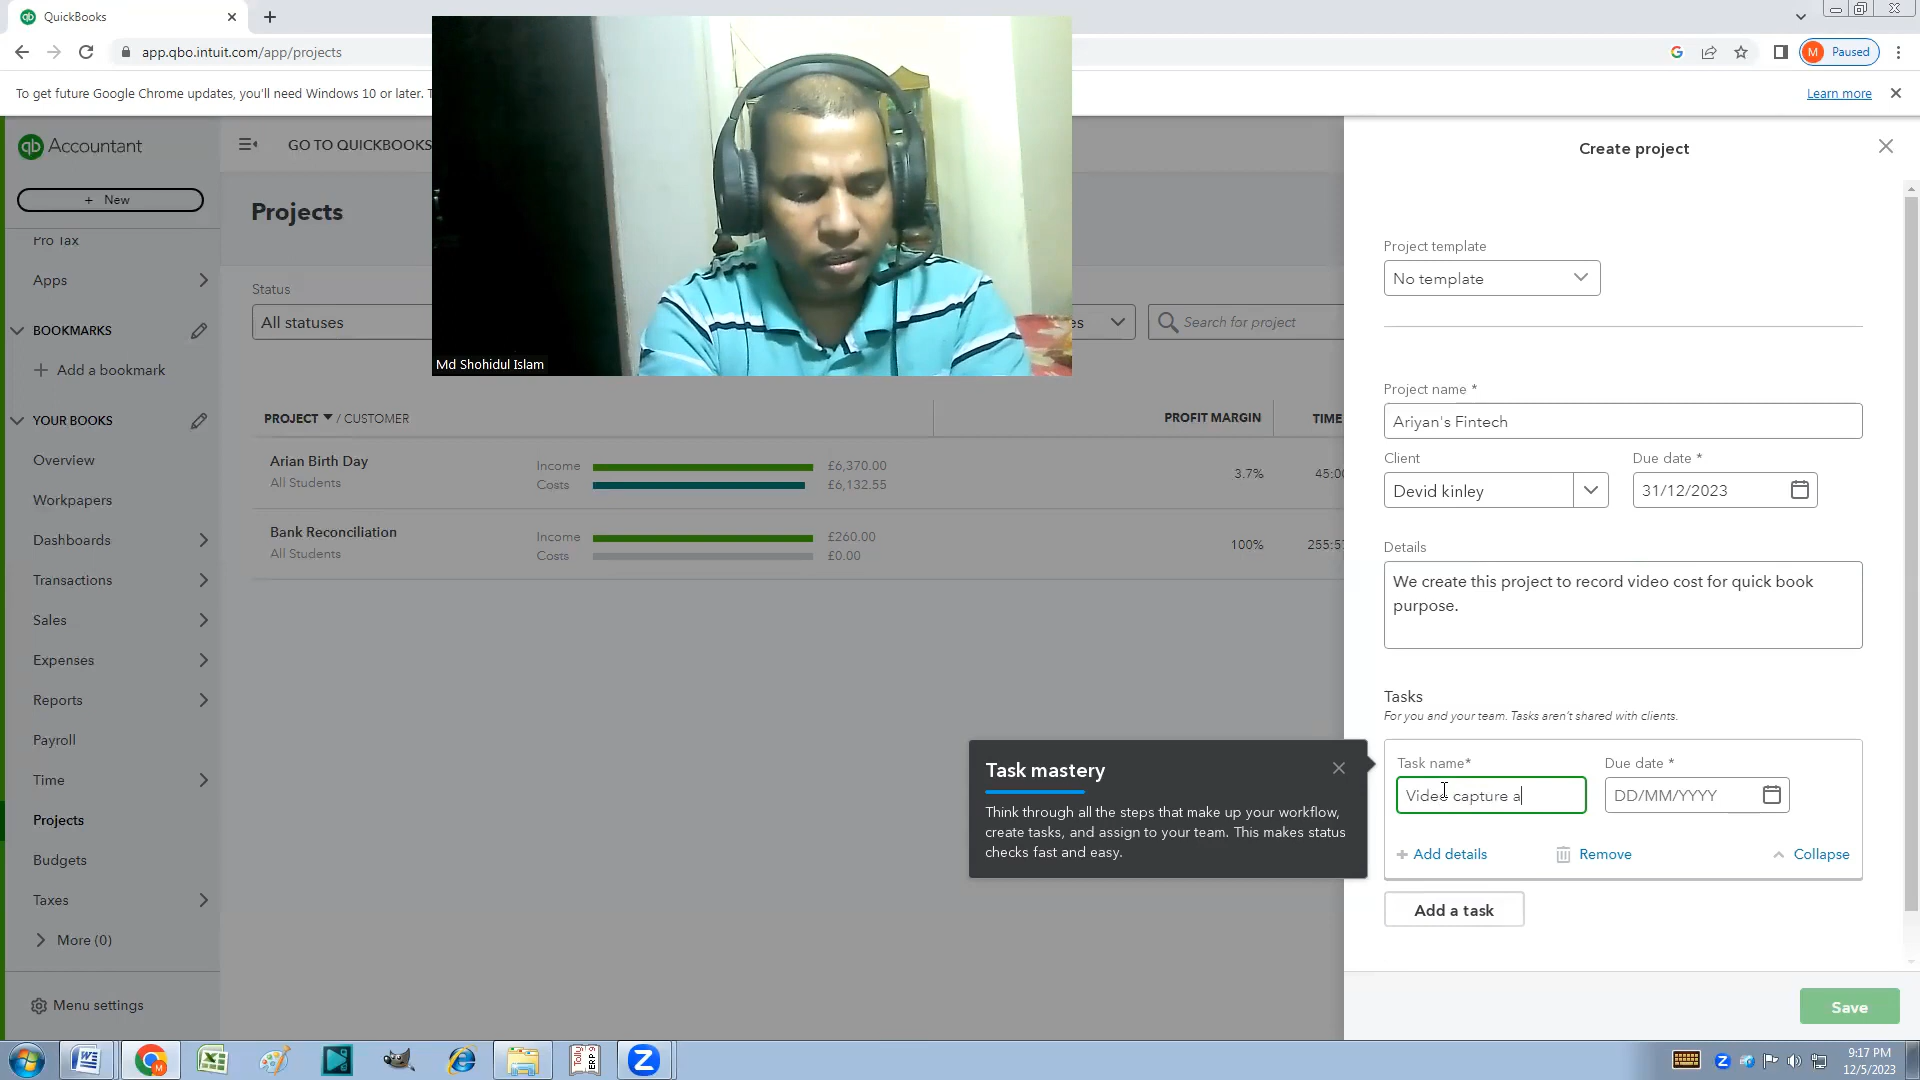 QuickBooks
app.qbo.intuit.com/app/projects
M Paused
To get future Google Chrome updates, you'll need Windows 10 or later. T
Learn more
qb Accountant
GO TO QUICKBOOKS
+ New
Pro Tax
Apps
BOOKMARKS
+ Add a bookmark
YOUR BOOKS
Overview
Workpapers
Dashboards
Transactions
Sales
Expenses
Reports
Payroll
Time
Projects
Budgets
Taxes
More (0)
Menu settings
Projects
Status
All statuses
es
Search for project
Md Shohidul Islam
PROJECT / CUSTOMER
PROFIT MARGIN
TIME
Arian Birth Day
All Students
Income £6,370.00
Costs £6,132.55
3.7%
45:00
Bank Reconciliation
All Students
Income £260.00
Costs £0.00
100%
255:5
Task mastery
Think through all the steps that make up your workflow,
create tasks, and assign to your team. This makes status
checks fast and easy.
Create project
Project template
No template
Project name *
Ariyan's Fintech
Client
Due date *
Devid kinley
31/12/2023
Details
We create this project to record video cost for quick book
purpose.
Tasks
For you and your team. Tasks aren't shared with clients.
Task name*
Due date *
Video capture a
DD/MM/YYYY
+ Add details
Remove
Collapse
Add a task
Save
Tally
ERP 9
9:17 PM
12/5/2023